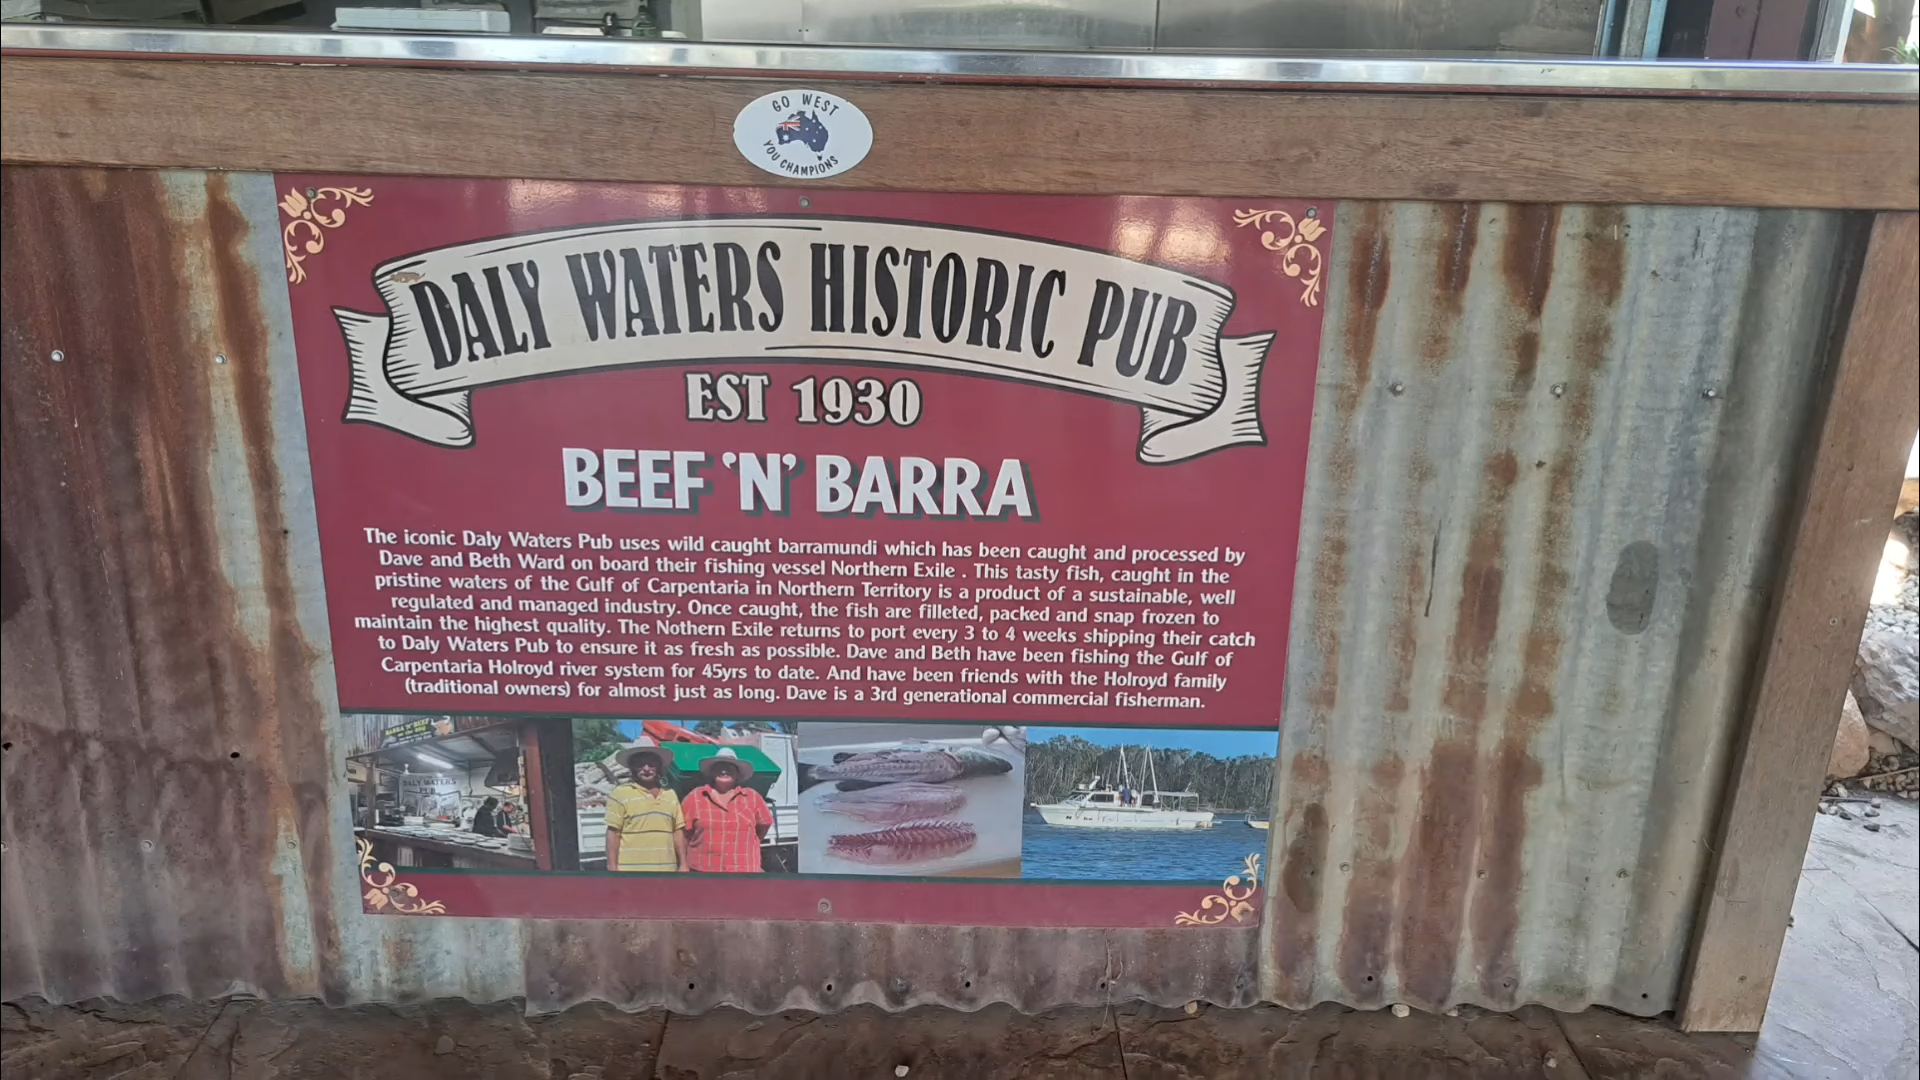 GO WEST
YOU CHAMPIONS
DALY WATERS HISTORIC PUB
EST 1930
BEEF 'N' BARRA
The iconic Daly Waters Pub uses wild caught barramundi which has been caught and processed by
Dave and Beth Ward on board their fishing vessel Northern Exile . This tasty fish, caught in the
pristine waters of the Gulf of Carpentaria in Northern Territory is a product of a sustainable, well
regulated and managed industry. Once caught, the fish are filleted, packed and snap frozen to
maintain the highest quality. The Nothern Exile returns to port every 3 to 4 weeks shipping their catch
to Daly Waters Pub to ensure it as fresh as possible. Dave and Beth have been fishing the Gulf of
Carpentaria Holroyd river system for 45yrs to date. And have been friends with the Holroyd family
(traditional owners) for almost just as long. Dave is a 3rd generational commercial fisherman.
BARRA 'N' BEEF
DALY WATERS
PUB